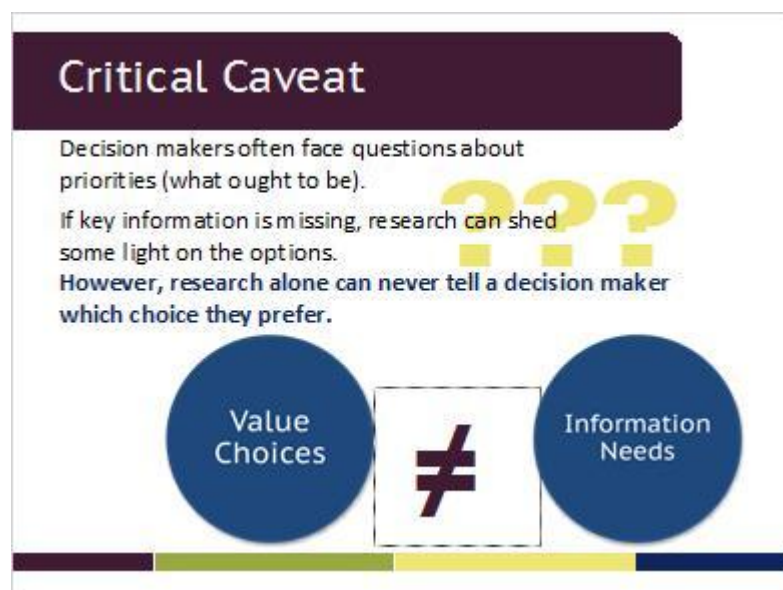 Critical Caveat
Decision makers often face questions about
priorities (what ought to be).
???
If key information is missing, research can shed
some light on the options.
However, research alone can never tell a decision maker
which choice they prefer.
Value
Choices
≠
Information
Needs